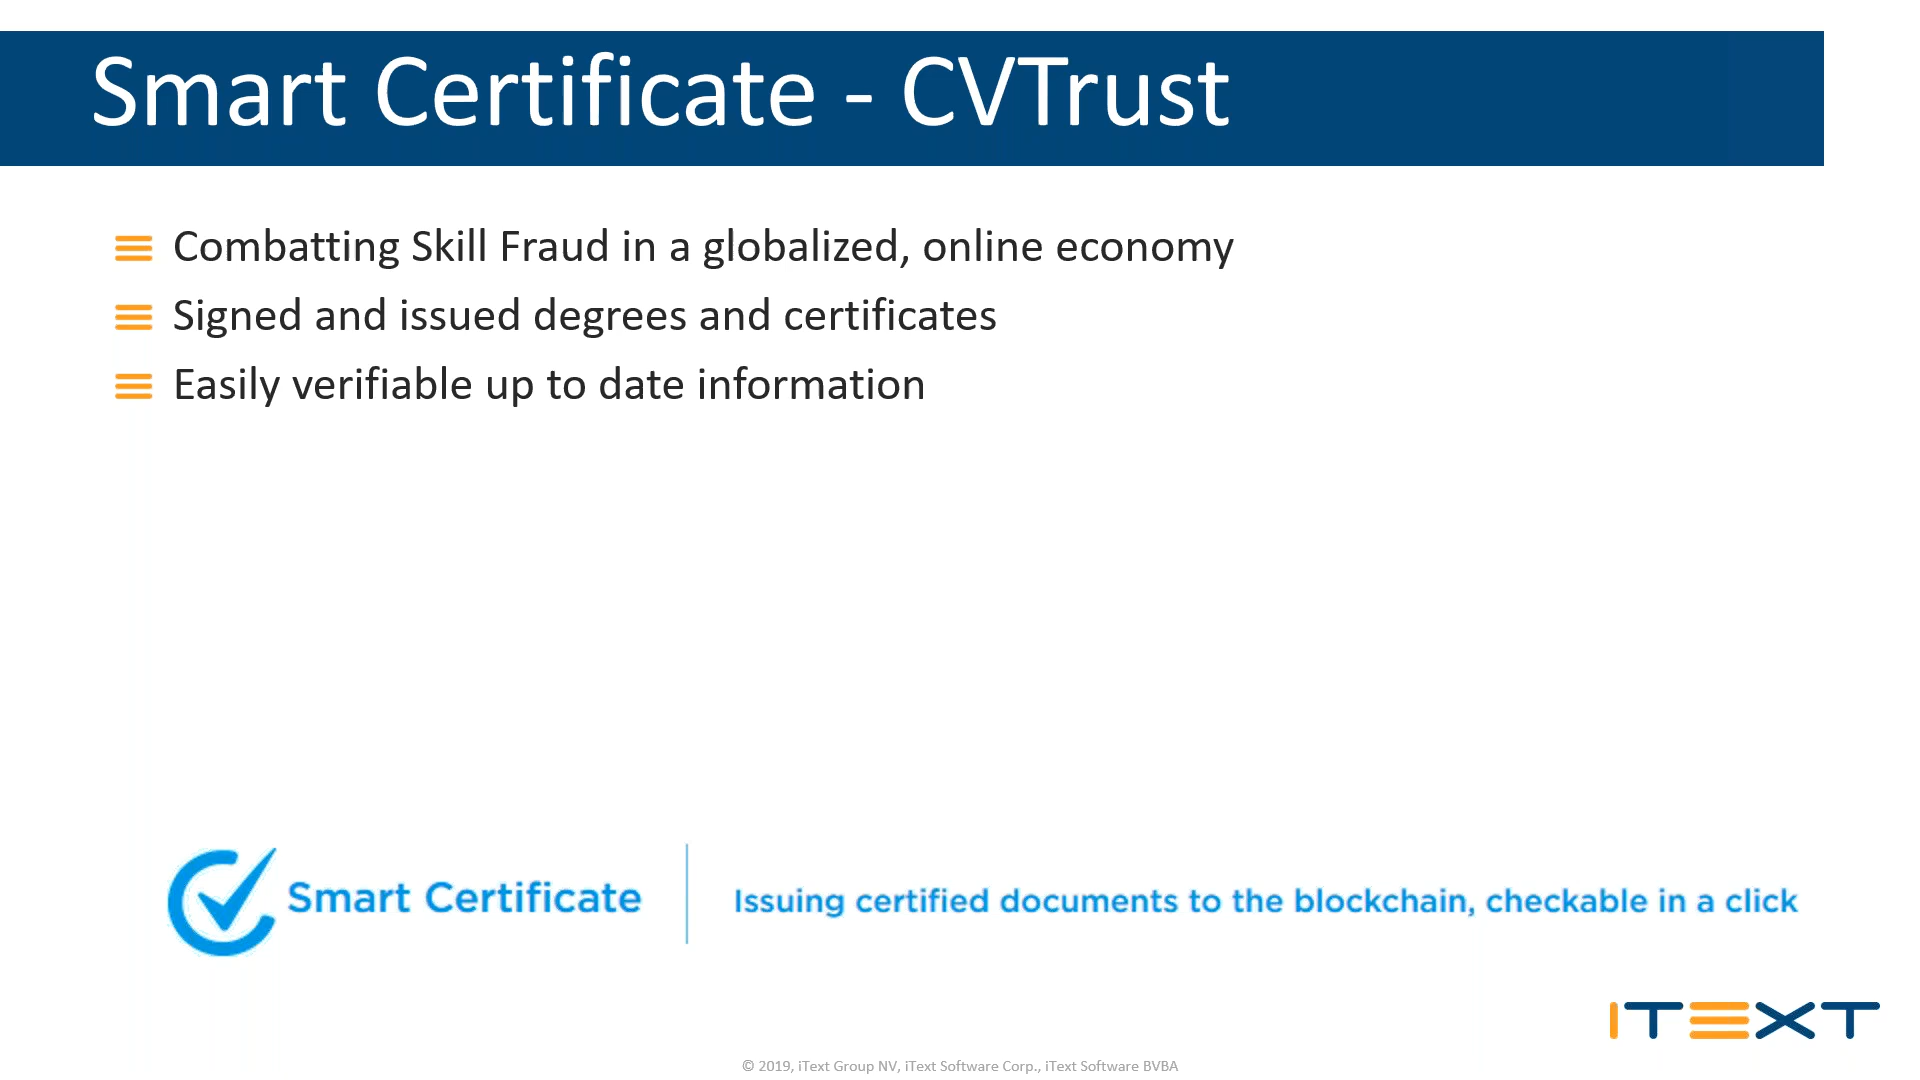 Smart Certificate - CVTrust
Combatting Skill Fraud in a globalized, online economy
Signed and issued degrees and certificates
Easily verifiable up to date information
Smart Certificate
Issuing certified documents to the blockchain, checkable in a click
ITEXT
© 2019, iText Group NV, iText Software Corp., iText Software BVBA